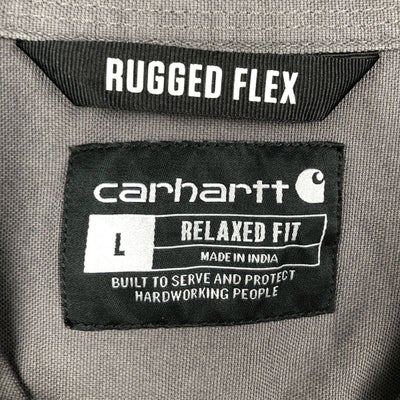 RUGGED FLEX
carhartt
L
RELAXED FIT
MADE IN INDIA
BUILT TO SERVE AND PROTECT
HARDWORKING PEOPLE